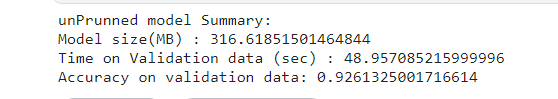 unPrunned model Summary:
Model size(MB) : 316.61851501464844
Time on Validation data (sec) : 48.957085215999996
Accuracy on validation data: 0.9261325001716614